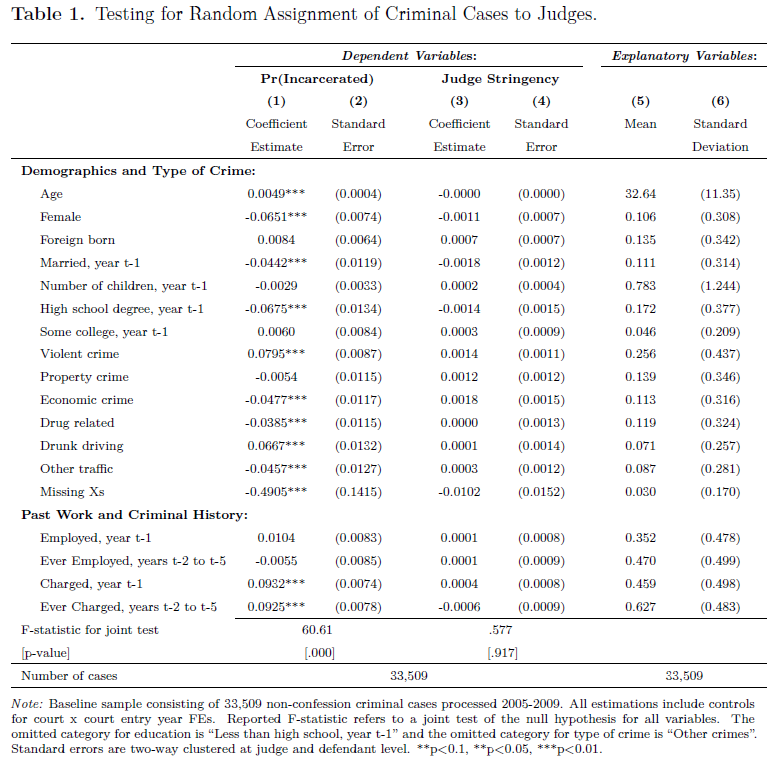 Table 1. Testing for Random Assignment of Criminal Cases to Judges.
Dependent Variables: Explanatory Variables:
Pr(Incarcerated) Judge Stringency
(1) (2) (3) (4) (5) (6)
Coefficient Standard Coefficient Standard Mean Standard
Estimate Error Estimate Error Deviation
Demographics and Type of Crime:
Age 0.0049*** (0.0004) -0.0000 (0.0000) 32.64 (11.35)
Female -0.0651*** (0.0074) -0.0011 (0.0007) 0.106 (0.308)
Foreign born 0.0084 (0.0064) 0.0007 (0.0007) 0.135 (0.342)
Married, year t-1 -0.0442*** (0.0119) -0.0018 (0.0012) 0.111 (0.314)
Number of children, year t-1 -0.0029 (0.0033) 0.0002 (0.0004) 0.783 (1.244)
High school degree, year t-1 -0.0675*** (0.0134) -0.0014 (0.0015) 0.172 (0.377)
Some college, year t-1 0.0060 (0.0084) 0.0003 (0.0009) 0.046 (0.209)
Violent crime 0.0795*** (0.0087) 0.0014 (0.0011) 0.256 (0.437)
Property crime -0.0054 (0.0115) 0.0012 (0.0012) 0.139 (0.346)
Economic crime -0.0477*** (0.0117) 0.0018 (0.0015) 0.113 (0.316)
Drug related -0.0385*** (0.0115) 0.0000 (0.0013) 0.119 (0.324)
Drunk driving 0.0667*** (0.0132) 0.0001 (0.0014) 0.071 (0.257)
Other traffic -0.0457*** (0.0127) 0.0003 (0.0012) 0.087 (0.281)
Missing Xs -0.4905*** (0.1415) -0.0102 (0.0152) 0.030 (0.170)
Past Work and Criminal History:
Employed, year t-1 0.0104 (0.0083) 0.0001 (0.0008) 0.352 (0.478)
Ever Employed, years t-2 to t-5 -0.0055 (0.0085) 0.0001 (0.0009) 0.470 (0.499)
Charged, year t-1 0.0932*** (0.0074) 0.0004 (0.0008) 0.459 (0.498)
Ever Charged, years t-2 to t-5 0.0925*** (0.0078) -0.0006 (0.0009) 0.627 (0.483)
F-statistic for joint test 60.61 .577
[p-value] [.000] [.917]
Number of cases 33,509 33,509
Note: Baseline sample consisting of 33,509 non-confession criminal cases processed 2005-2009. All estimations include controls
for court x court entry year FEs. Reported F-statistic refers to a joint test of the null hypothesis for all variables. The
omitted category for education is “Less than high school, year t-1” and the omitted category for type of crime is “Other crimes”.
Standard errors are two-way clustered at judge and defendant level. **p<0.1, **p<0.05, ***p<0.01.